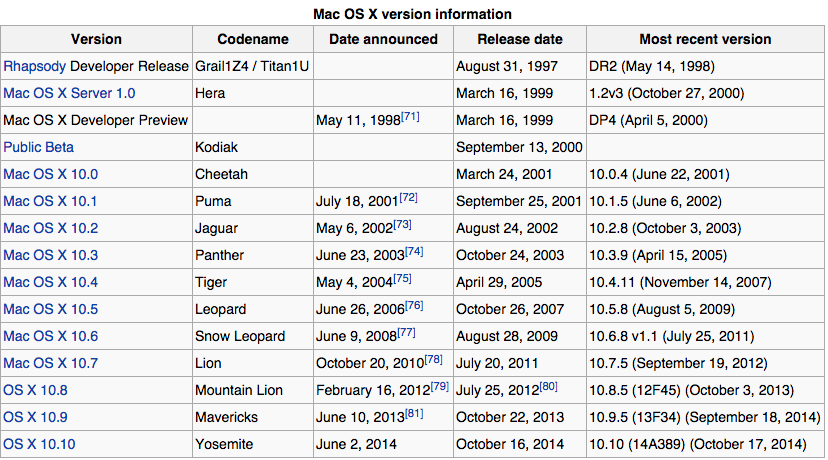 Mac OS X version information
Version Codename Date announced Release date Most recent version
Rhapsody Developer Release Grail1Z4 / Titan1U August 31, 1997 DR2 (May 14, 1998)
Mac OS X Server 1.0 Hera March 16, 1999 1.2v3 (October 27, 2000)
Mac OS X Developer Preview May 11, 1998[71] March 16, 1999 DP4 (April 5, 2000)
Public Beta Kodiak September 13, 2000
Mac OS X 10.0 Cheetah March 24, 2001 10.0.4 (June 22, 2001)
Mac OS X 10.1 Puma July 18, 2001[72] September 25, 2001 10.1.5 (June 6, 2002)
Mac OS X 10.2 Jaguar May 6, 2002[73] August 24, 2002 10.2.8 (October 3, 2003)
Mac OS X 10.3 Panther June 23, 2003[74] October 24, 2003 10.3.9 (April 15, 2005)
Mac OS X 10.4 Tiger May 4, 2004[75] April 29, 2005 10.4.11 (November 14, 2007)
Mac OS X 10.5 Leopard June 26, 2006[76] October 26, 2007 10.5.8 (August 5, 2009)
Mac OS X 10.6 Snow Leopard June 9, 2008[77] August 28, 2009 10.6.8 v1.1 (July 25, 2011)
Mac OS X 10.7 Lion October 20, 2010[78] July 20, 2011 10.7.5 (September 19, 2012)
OS X 10.8 Mountain Lion February 16, 2012[79] July 25, 2012[80] 10.8.5 (12F45) (October 3, 2013)
OS X 10.9 Mavericks June 10, 2013[81] October 22, 2013 10.9.5 (13F34) (September 18, 2014)
OS X 10.10 Yosemite June 2, 2014 October 16, 2014 10.10 (14A389) (October 17, 2014)